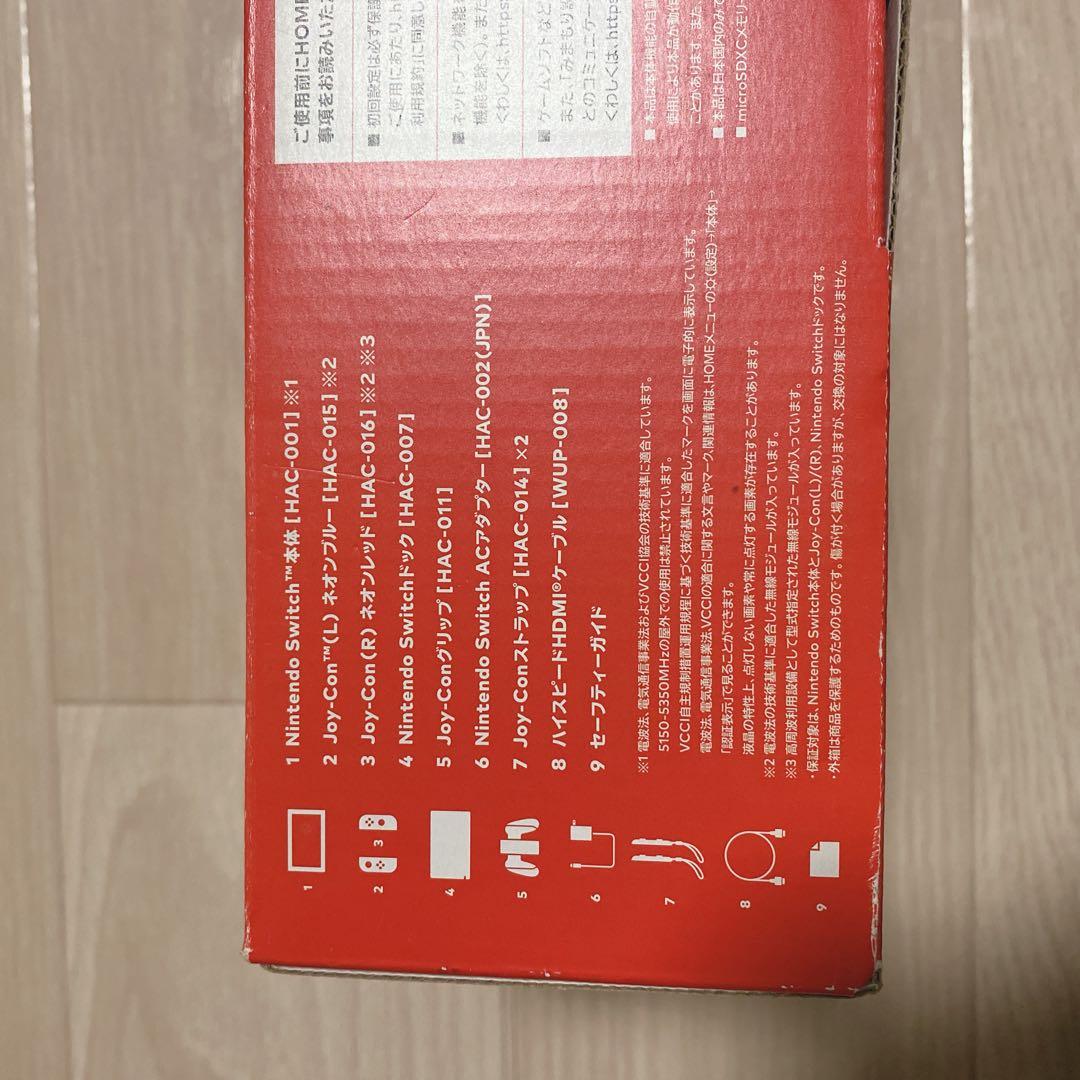 1 Nintendo Switch™本体 [HAC-001] ※1
2 Joy-Con™(L) ネオンブルー [HAC-015] ※2
3 Joy-Con(R) ネオンレッド [HAC-016] ※2 ※3
4 Nintendo Switchドック [HAC-007]
5 Joy-Conグリップ [HAC-011]
6 Nintendo Switch ACアダプター [HAC-002(JPN)]
7 Joy-Conストラップ [HAC-014] ×2
8 ハイスピードHDMI®ケーブル [WUP-008]
9 セーフティーガイド
※1 電波法、電気通信事業法およびVCCI協会の技術基準に適合しています。
5150-5350MHzの屋外での使用は禁止されています。
VCCI自主規制措置運用規程に基づく技術基準に適合したマークを画面に電子的に表示しています。
電波法、電気通信事業法、VCCIの適合に関する文言やマーク、関連情報は、HOMEメニューの(設定)→「本体」→
「認証表示」で見ることができます。
液晶の特性上、点灯しない画素や常に点灯する画素が存在することがあります。
※2 電波法の技術基準に適合した無線モジュールが入っています。
※3 高周波利用設備として型式指定された無線モジュールが入っています。
・保証対象は、Nintendo Switch本体とJoy-Con(L)/(R)、Nintendo Switchドックです。
・外箱は商品を保護するためのものです。傷が付く場合がありますが、交換の対象にはなりません。
1
2
3
4
5
6
7
8
9
ご使用前にHOME
事項をお読みいた
■ 初回設定は必ず保護
ご使用にあたり、h
利用規約」に同意し
■ ネットワーク機能
機能を除く)。また
くわしくは、https
■ ゲームソフトなど
また、「みまもり設
とのコミュニケー
くわしくは、https
■ 本品は本体機能の自
使用により本品が動作
ことがあります。また、
■ 本品は日本国内のみで
■ microSDXCメモリー